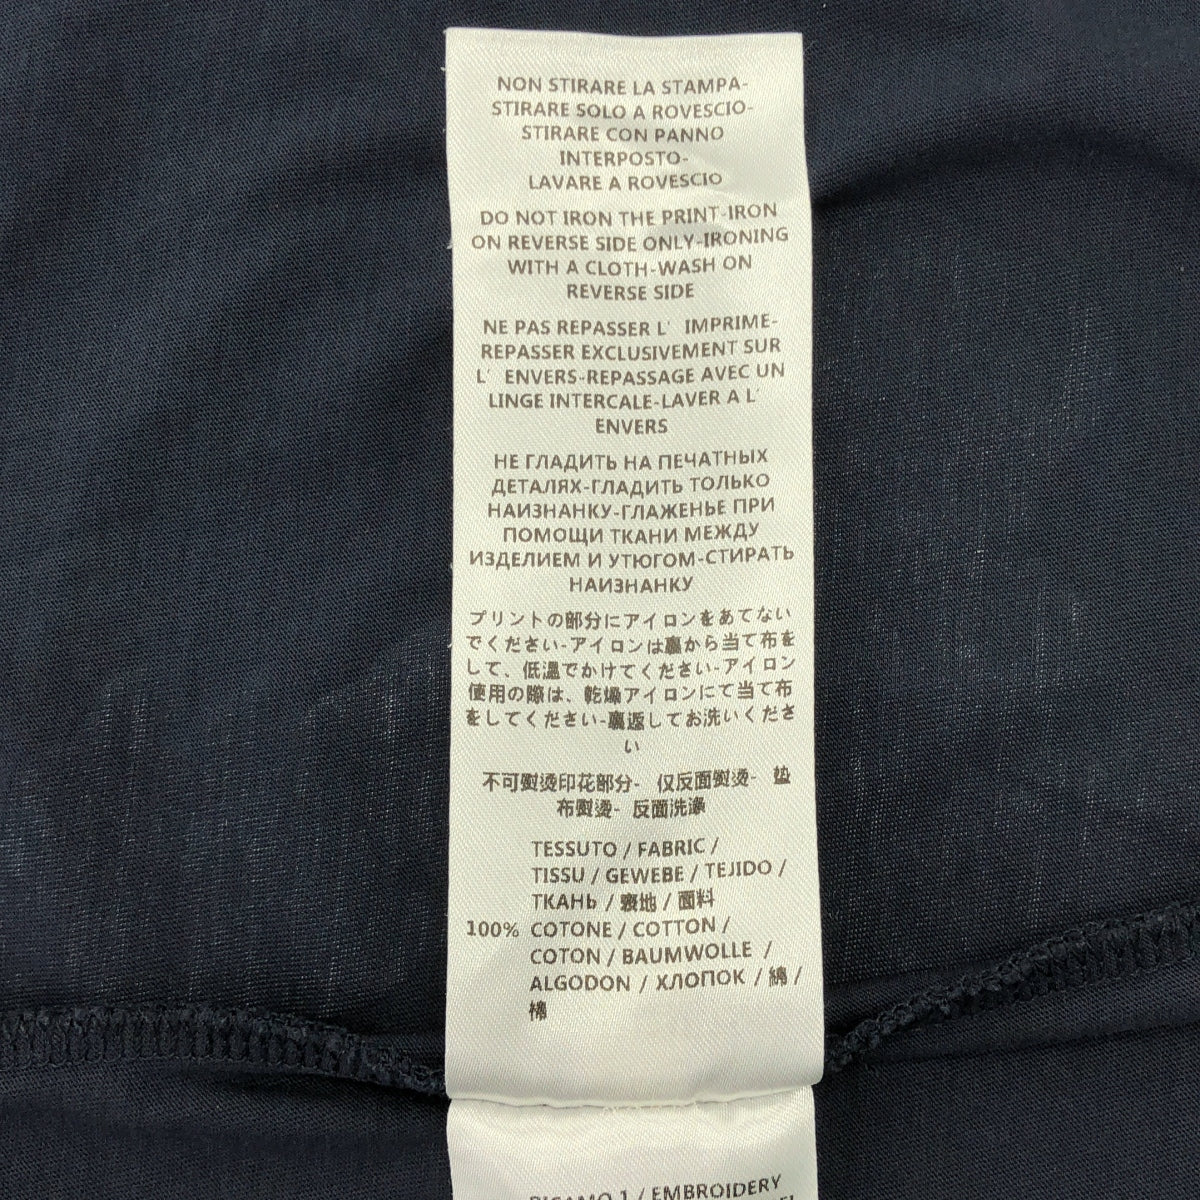 NON STIRARE LA STAMPA-
STIRARE SOLO A ROVESCIO-
STIRARE CON PANNO
INTERPOSTO-
LAVARE A ROVESCIO
DO NOT IRON THE PRINT-IRON
ON REVERSE SIDE ONLY-IRONING
WITH A CLOTH-WASH ON
REVERSE SIDE
NE PAS REPASSER L' IMPRIME-
REPASSER EXCLUSIVEMENT SUR
L' ENVERS-REPASSAGE AVEC UN
LINGE INTERCALE-LAVER A L'
ENVERS
НЕ ГЛАДИТЬ НА ПЕЧАТНЫХ
ДЕТАЛЯХ-ГЛАДИТЬ ТОЛЬКО
НАИЗНАНКУ-ГЛАЖЕНЬЕ ПРИ
ПОМОЩИ ТКАНИ МЕЖДУ
ИЗДЕЛИЕМ И УТЮГОМ-СТИРАТЬ
НАИЗНАНКУ
プリントの部分にアイロンをあてない
でください-アイロンは裏から当て布を
して、低温でかけてください-アイロン
使用の際は、乾燥アイロンにて当て布
をしてください-裏返してお洗いくださ
い
不可熨烫印花部分- 仅反面熨烫- 垫
布熨烫- 反面洗涤
TESSUTO / FABRIC /
TISSU / GEWEBE / TEJIDO /
ТКАНЬ / 表地 / 面料
100% COTONE / COTTON /
COTON / BAUMWOLLE /
ALGODON / ХЛОПОК / 綿 /
棉
RICAMO 1 / EMBROIDERY